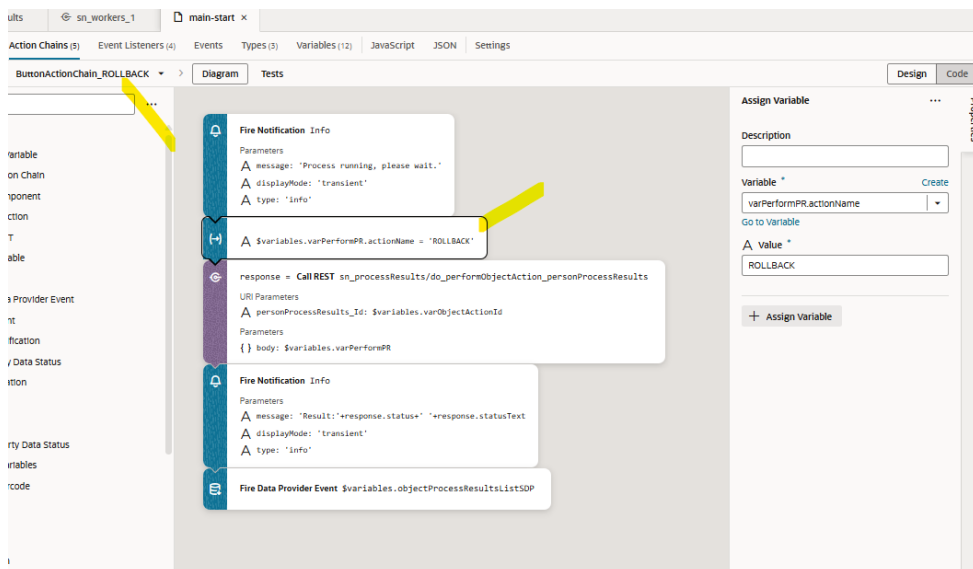 ults sn_workers_1 main-start ×
Action Chains (5) Event Listeners (4) Events Types (3) Variables (12) JavaScript JSON Settings
ButtonActionChain_ROLLBACK > Diagram Tests Design Code
...
Variable
on Chain
mponent
ction
T
able
a Provider Event
nt
ification
y Data Status
ation
rty Data Status
ariables
rcode
Fire Notification Info
Parameters
A message: 'Process running, please wait.'
A displayMode: 'transient'
A type: 'info'
A $variables.varPerformPR.actionName = 'ROLLBACK'
response = Call REST sn_processResults/do_performObjectAction_personProcessResults
URI Parameters
A personProcessResults_Id: $variables.varObjectActionId
Parameters
{ } body: $variables.varPerformPR
Fire Notification Info
Parameters
A message: 'Result:'+response.status+' '+response.statusText
A displayMode: 'transient'
A type: 'info'
Fire Data Provider Event $variables.objectProcessResultsListSDP
Assign Variable ...
Description
Variable * Create
varPerformPR.actionName
Go to Variable
A Value *
ROLLBACK
+ Assign Variable